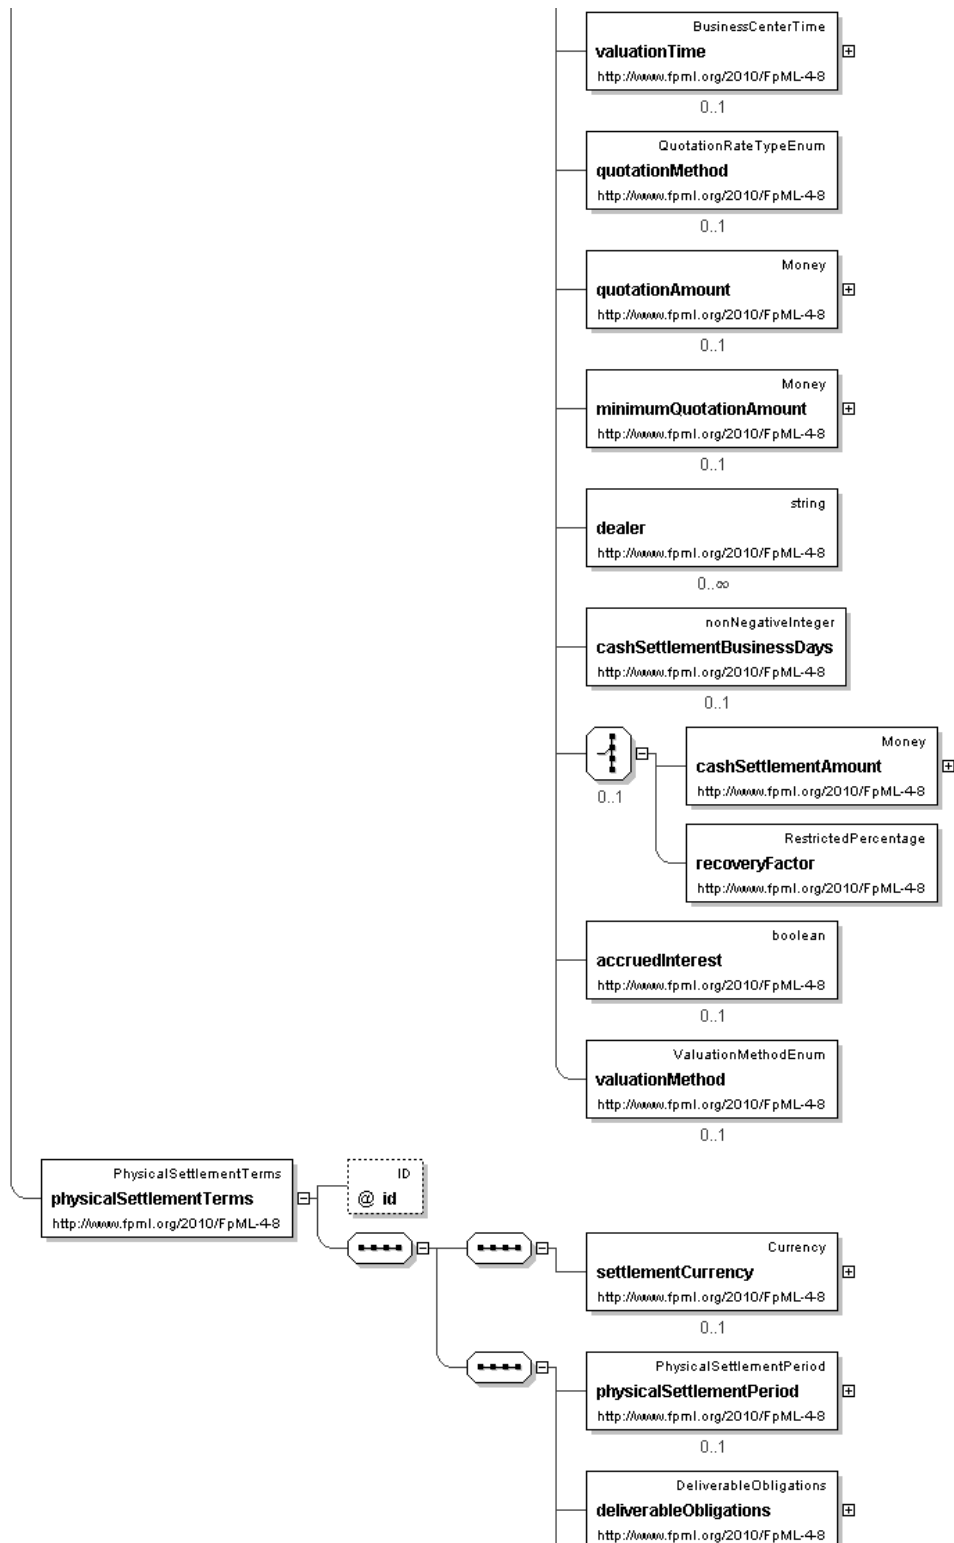 BusinessCenterTime
valuationTime
http://www.fpml.org/2010/FpML-4-8
0..1
QuotationRateTypeEnum
quotationMethod
http://www.fpml.org/2010/FpML-4-8
0..1
Money
quotationAmount
http://www.fpml.org/2010/FpML-4-8
0..1
Money
minimumQuotationAmount
http://www.fpml.org/2010/FpML-4-8
0..1
string
dealer
http://www.fpml.org/2010/FpML-4-8
0..∞
nonNegativeInteger
cashSettlementBusinessDays
http://www.fpml.org/2010/FpML-4-8
0..1
0..1
Money
cashSettlementAmount
http://www.fpml.org/2010/FpML-4-8
RestrictedPercentage
recoveryFactor
http://www.fpml.org/2010/FpML-4-8
boolean
accruedInterest
http://www.fpml.org/2010/FpML-4-8
0..1
ValuationMethodEnum
valuationMethod
http://www.fpml.org/2010/FpML-4-8
0..1
PhysicalSettlementTerms
physicalSettlementTerms
http://www.fpml.org/2010/FpML-4-8
ID
@ id
Currency
settlementCurrency
http://www.fpml.org/2010/FpML-4-8
0..1
PhysicalSettlementPeriod
physicalSettlementPeriod
http://www.fpml.org/2010/FpML-4-8
0..1
DeliverableObligations
deliverableObligations
http://www.fpml.org/2010/FpML-4-8